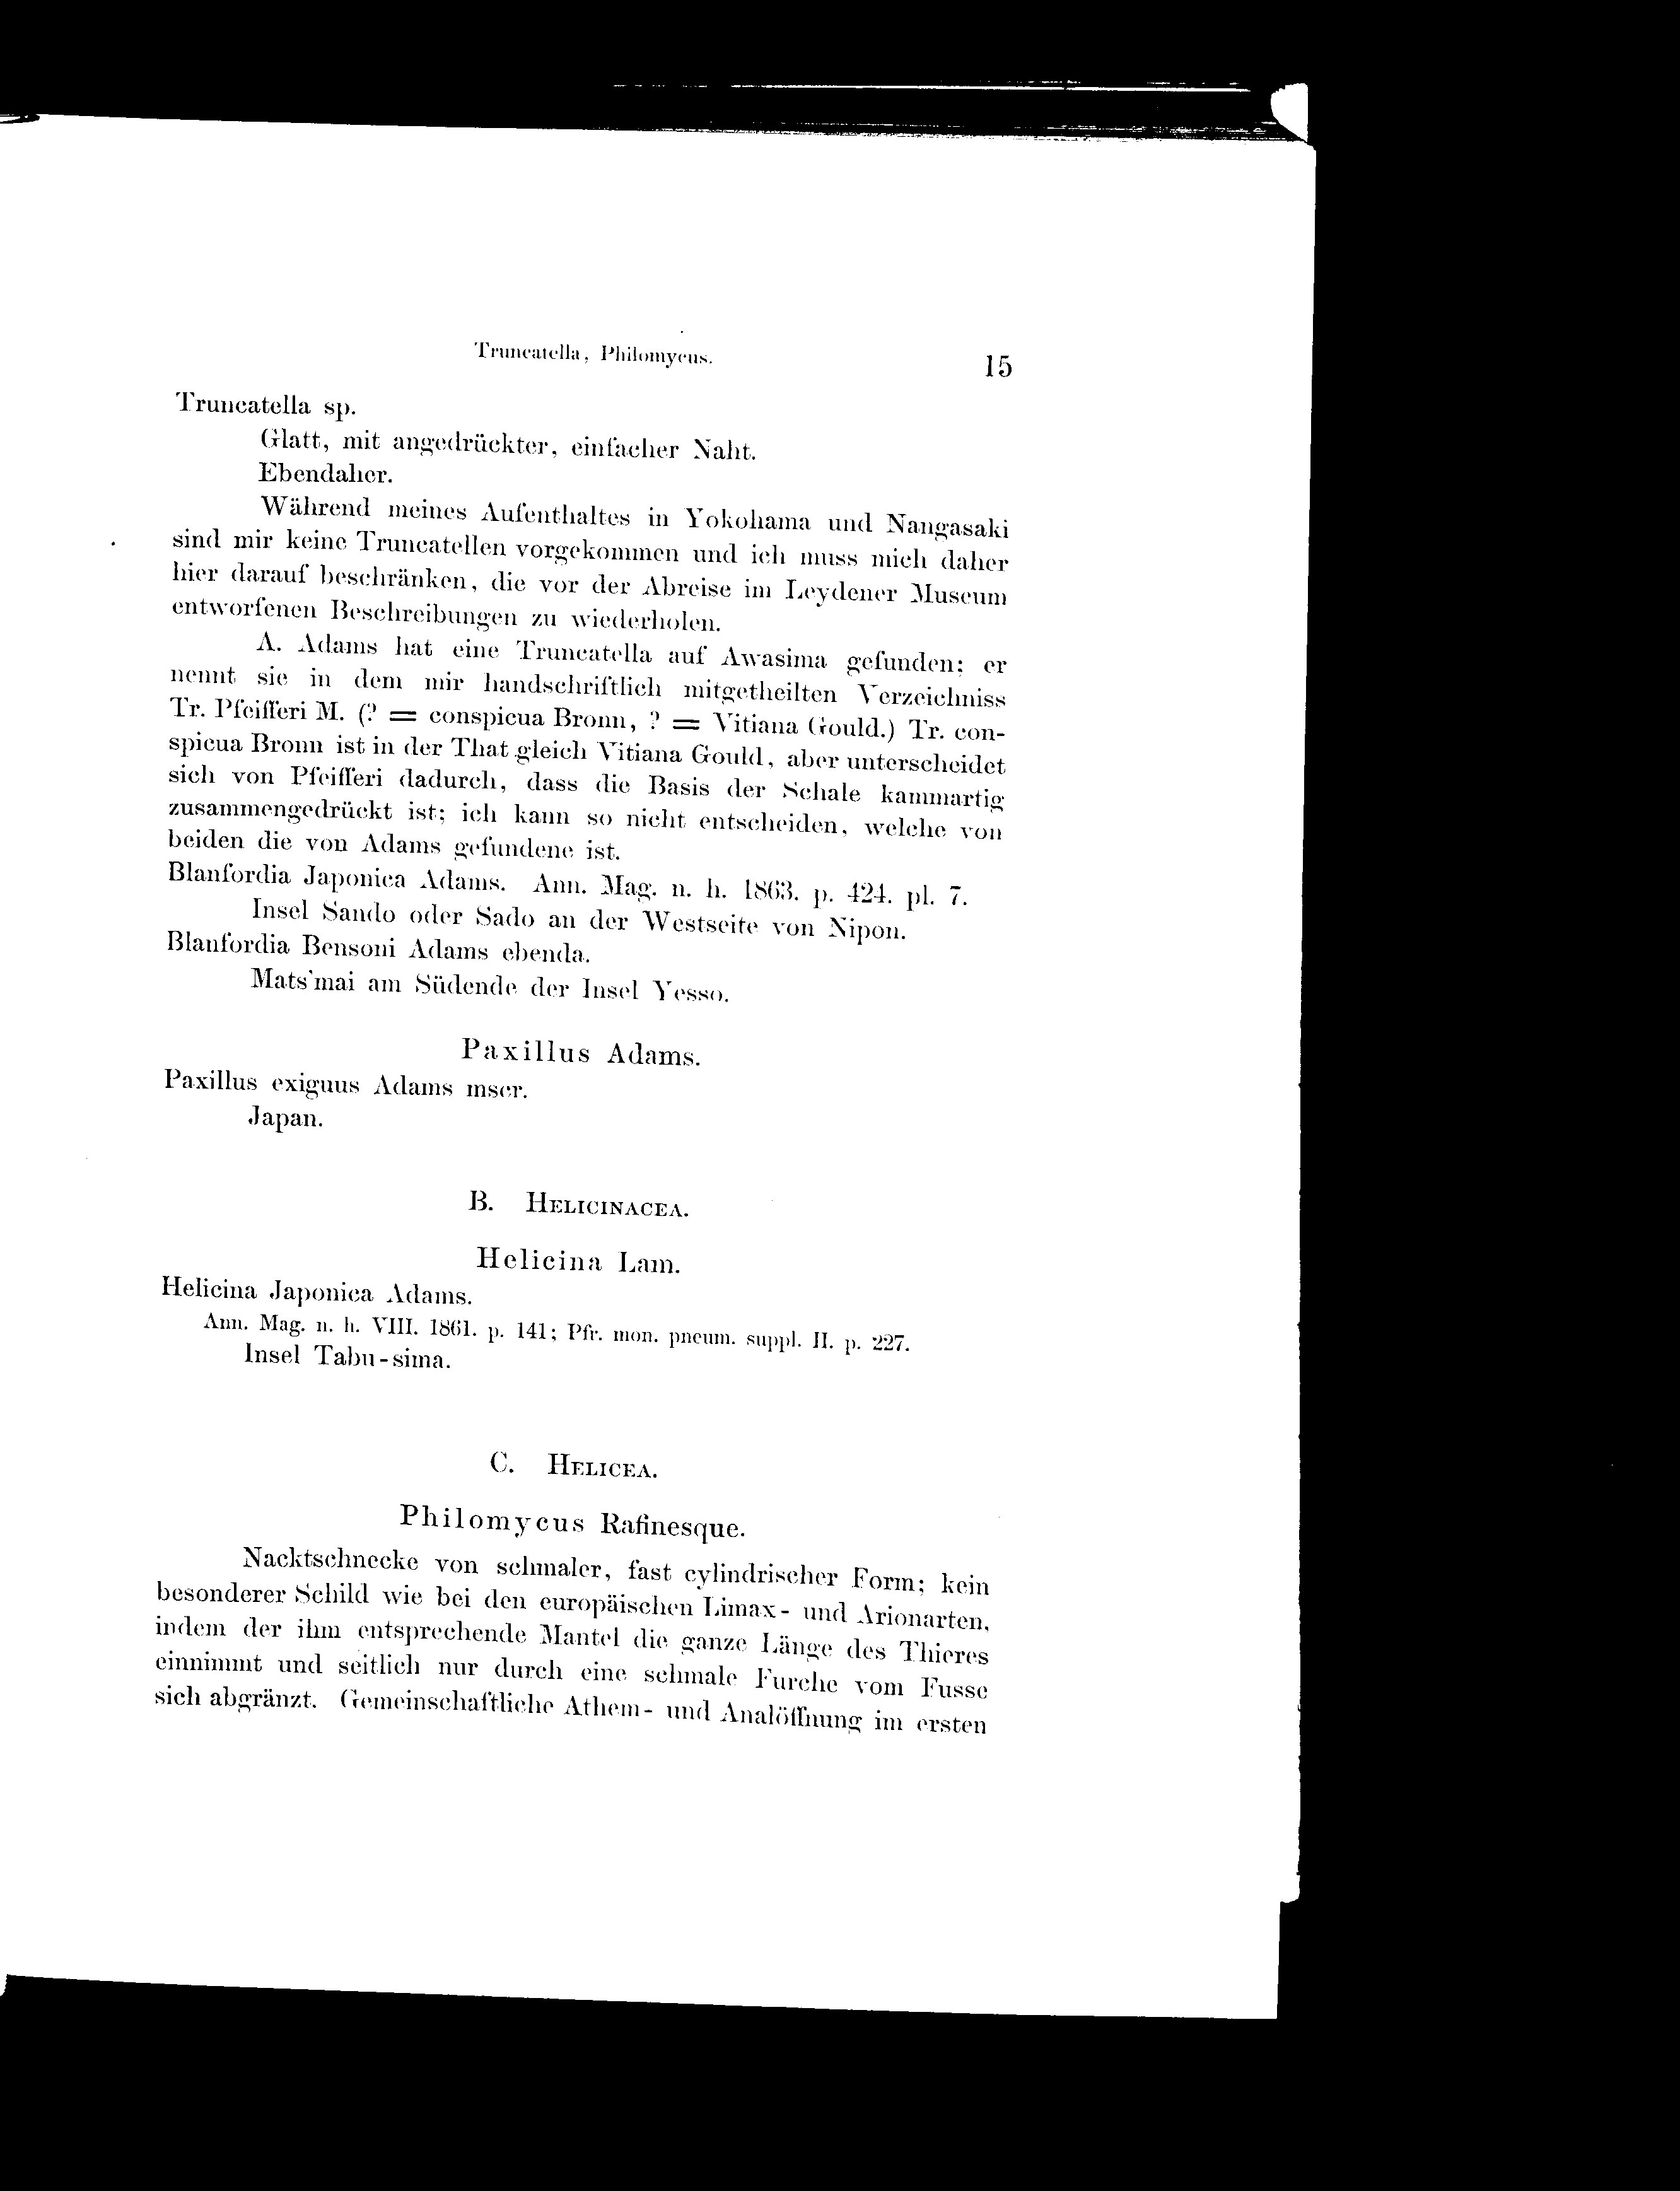 Truncatella, Philomycus.
15
Truncatella sp.
Glatt, mit angedrückter, einfacher Naht.
Ebendaher.
Während meines Aufenthaltes in Yokohama und Nangasaki
sind mir keine Truncatellen vorgekommen und ich muss mich daher
hier darauf beschränken, die vor der Abreise im Leydener Museum
entworfenen Beschreibungen zu wiederholen.
A. Adams hat eine Truncatella auf Awasima gefunden; er
nennt sie in dem mir handschriftlich mitgetheilten Verzeichniss
Tr. Pfeifferi M. (? = conspicua Bronn, ? = Vitiana Gould.) Tr. con-
spicua Bronn ist in der That gleich Vitiana Gould, aber unterscheidet
sich von Pfeifferi dadurch, dass die Basis der Schale kammartig
zusammengedrückt ist; ich kann so nicht entscheiden, welche von
beiden die von Adams gefundene ist.
Blanfordia Japonica Adams. Ann. Mag. n. h. 1863. p. 424. pl. 7.
Insel Sando oder Sado an der Westseite von Nipon.
Blanfordia Bensoni Adams ebenda.
Mats'mai am Südende der Insel Yesso.
Paxillus Adams.
Paxillus exiguus Adams mscr.
Japan.
B. HELICINACEA.
Helicina Lam.
Helicina Japonica Adams.
Ann. Mag. n. h. VIII. 1861. p. 141; Pfr. mon. pneum. suppl. II. p. 227.
Insel Tabu-sima.
C. HELICEA.
Philomycus Rafinesque.
Nacktschnecke von schmaler, fast cylindrischer Form; kein
besonderer Schild wie bei den europäischen Limax- und Arionarten,
indem der ihm entsprechende Mantel die ganze Länge des Thieres
einnimmt und seitlich nur durch eine schmale Furche vom Fusse
sich abgränzt. Gemeinschaftliche Athem- und Analöffnung im ersten